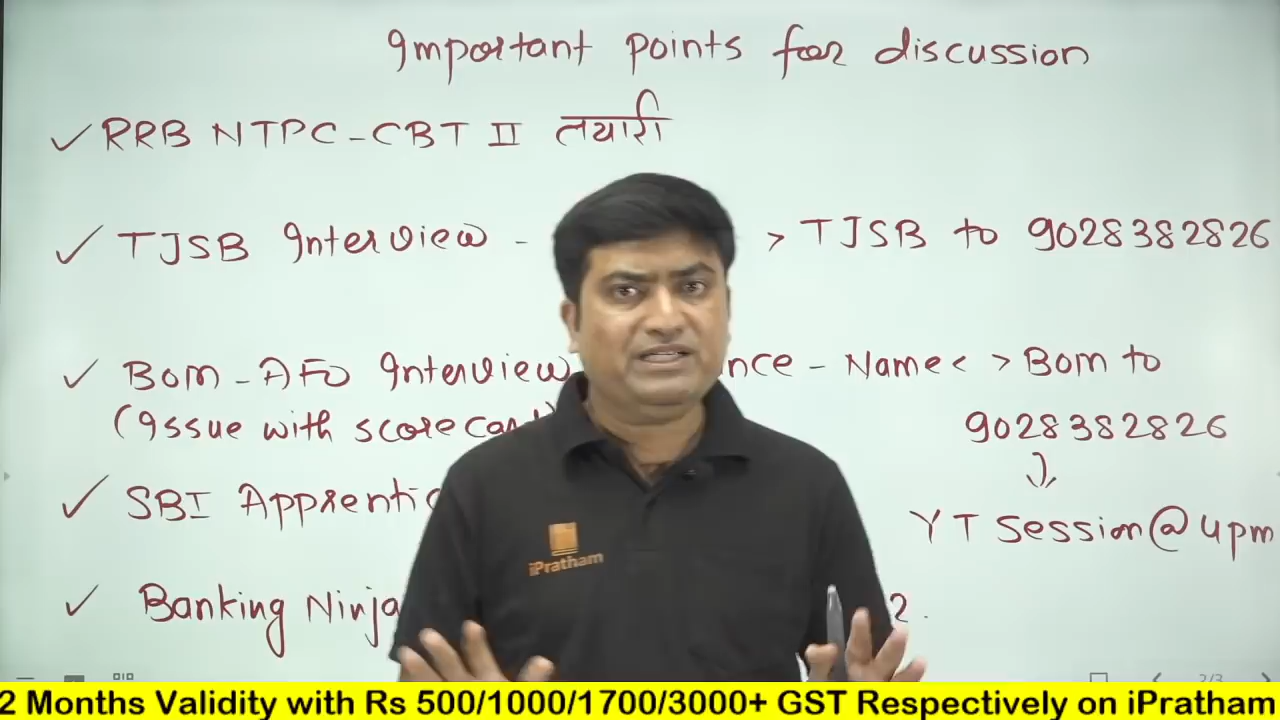 Important points for discussion
✓ RRB NTPC-CBT II तयारी
✓ TJSB Interview - > TJSB to 9028382826
✓ BOM-AFO Interview - Name < > BOM to
(Issue with scorecard) 9028382826
✓ SBI YT Session@4pm
✓ Banking Ninja 2.
iPratham
2/3
2 Months Validity with Rs 500/1000/1700/3000+ GST Respectively on iPratham